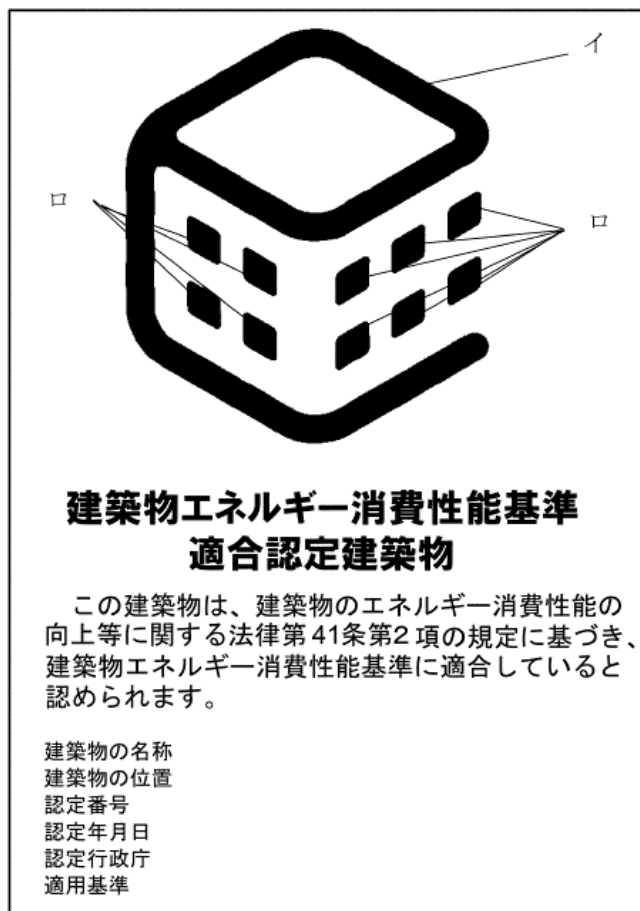 イ
ロ
ロ
建築物エネルギー消費性能基準
適合認定建築物
この建築物は、建築物のエネルギー消費性能の
向上等に関する法律第41条第2項の規定に基づき、
建築物エネルギー消費性能基準に適合していると
認められます。
建築物の名称
建築物の位置
認定番号
認定年月日
認定行政庁
適用基準